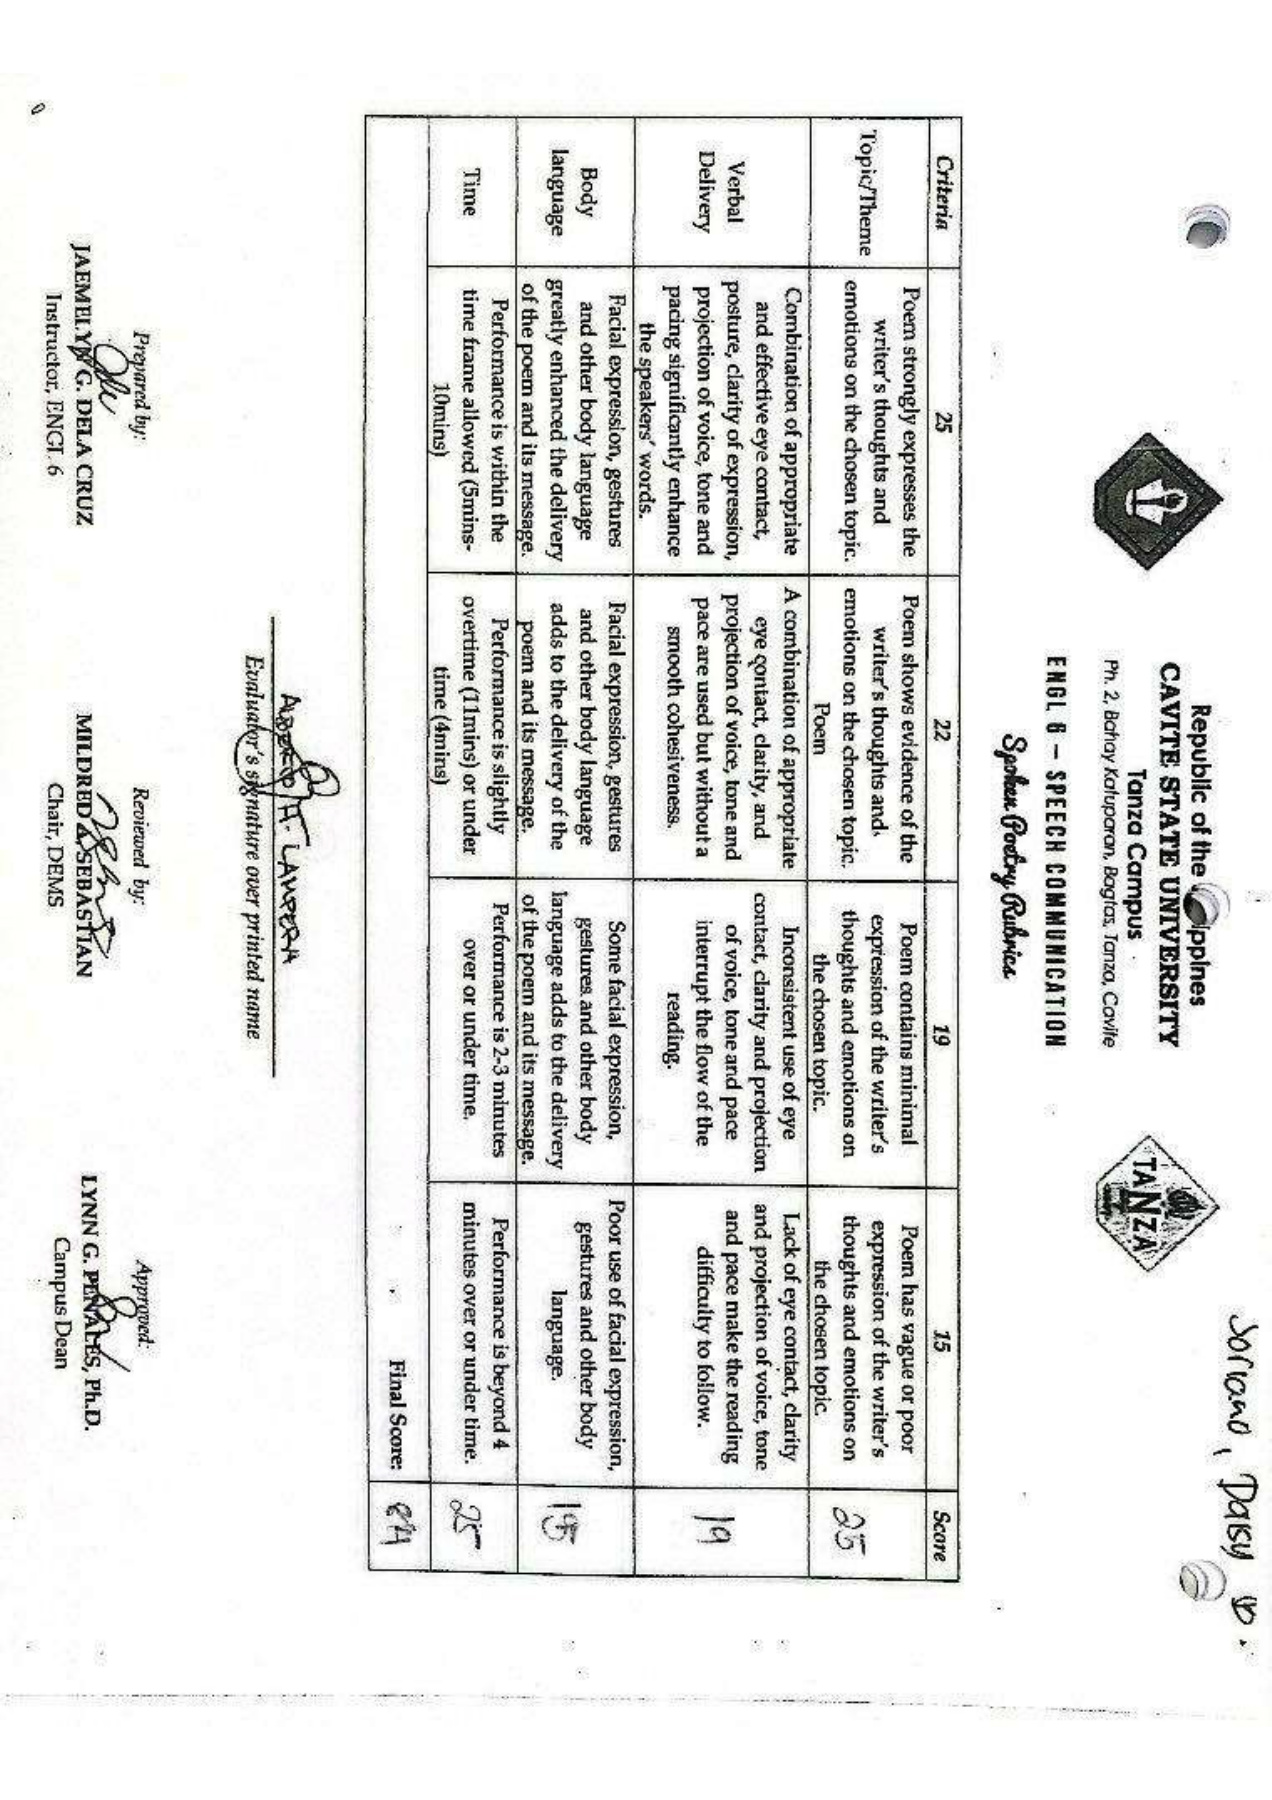 Soriano, Daisy B.
Republic of the ippines
CAVITE STATE UNIVERSITY
Tanza Campus
Ph. 2, Bahay Katuparan, Bagtas, Tanza, Cavite
TANZA
ENGL 6 – SPEECH COMMUNICATION
Spoken Poetry Rubrics
Criteria 25 22 19 15 Score
Topic/Theme
Poem strongly expresses the
writer's thoughts and
emotions on the chosen topic.
Poem shows evidence of the
writer's thoughts and
emotions on the chosen topic.
Poem
Poem contains minimal
expression of the writer's
thoughts and emotions on
the chosen topic.
Poem has vague or poor
expression of the writer's
thoughts and emotions on
the chosen topic.
25
Verbal
Delivery
Combination of appropriate
and effective eye contact,
posture, clarity of expression,
projection of voice, tone and
pacing significantly enhance
the speakers' words.
A combination of appropriate
eye contact, clarity, and
projection of voice, tone and
pace are used but without a
smooth cohesiveness.
Inconsistent use of eye
contact, clarity and projection
of voice, tone and pace
interrupt the flow of the
reading.
Lack of eye contact, clarity
and projection of voice, tone
and pace make the reading
difficulty to follow.
19
Body
language
Facial expression, gestures
and other body language
greatly enhanced the delivery
of the poem and its message.
Facial expression, gestures
and other body language
adds to the delivery of the
poem and its message.
Some facial expression,
gestures and other body
language adds to the delivery
of the poem and its message.
Poor use of facial expression,
gestures and other body
language.
Time
Performance is within the
time frame allowed (5mins-
10mins)
Performance is slightly
overtime (11mins) or under
time (4mins)
Performance is 2-3 minutes
over or under time.
Performance is beyond 4
minutes over or under time.
25
Final Score:
Evaluator's signature over printed name
Prepared by:
JAEMELYN G. DELA CRUZ
Instructor, ENGL 6
Reviewed by:
MILDRED A. SEBASTIAN
Chair, DEMS
Approved:
LYNN G. PENALES, Ph.D.
Campus Dean